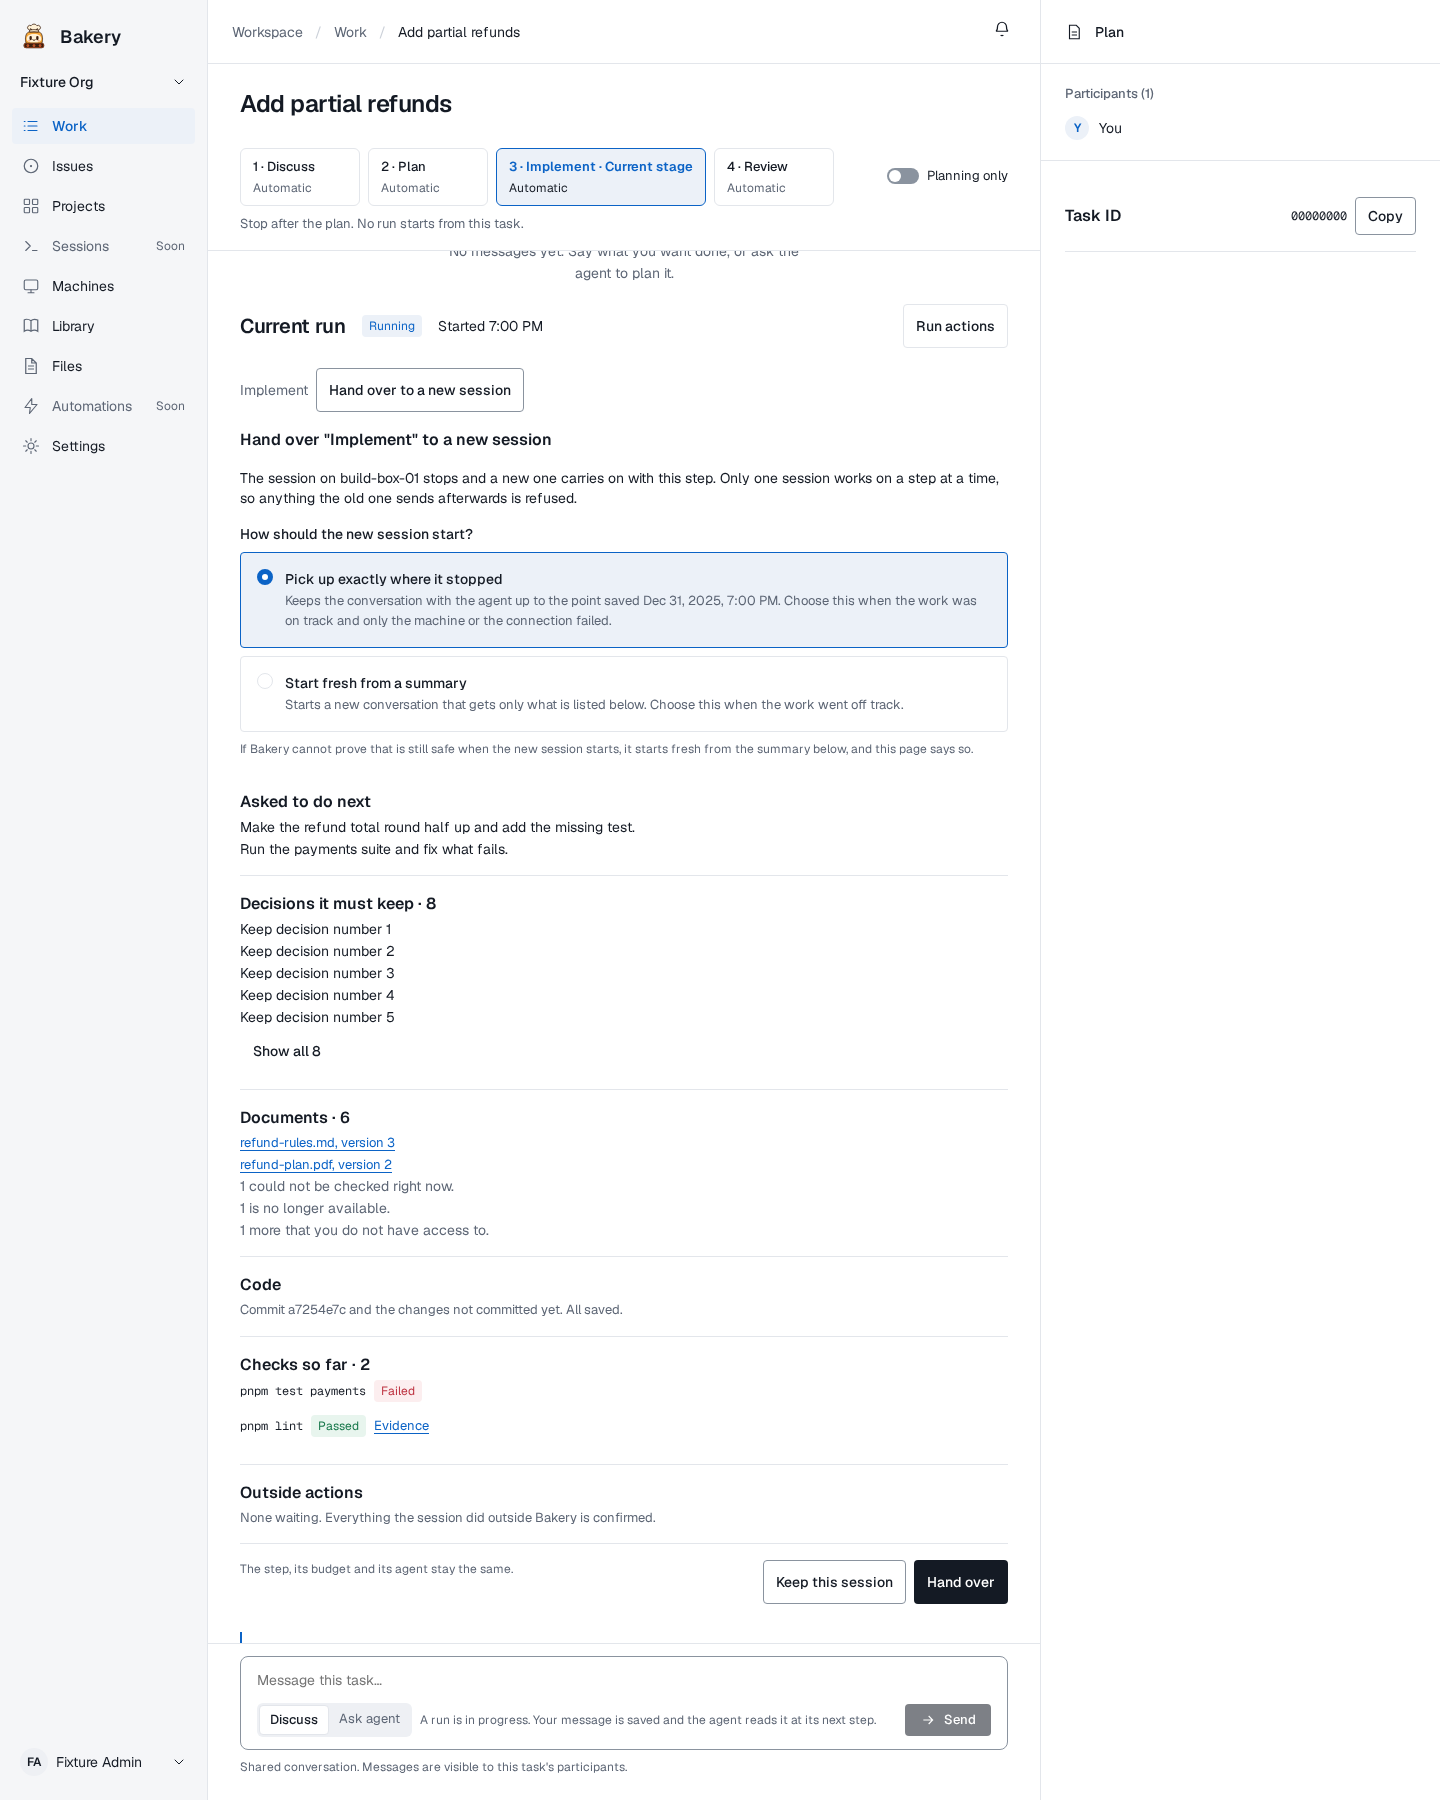 Bakery
Fixture Org
Work
Issues
Projects
Sessions Soon
Machines
Library
Files
Automations Soon
Settings
FA Fixture Admin
Workspace / Work / Add partial refunds
Add partial refunds
1 · Discuss
Automatic
2 · Plan
Automatic
3 · Implement · Current stage
Automatic
4 · Review
Automatic
Planning only
Stop after the plan. No run starts from this task.
No messages yet. Say what you want done, or ask the
agent to plan it.
Current run Running Started 7:00 PM Run actions
Implement Hand over to a new session
Hand over "Implement" to a new session
The session on build-box-01 stops and a new one carries on with this step. Only one session works on a step at a time,
so anything the old one sends afterwards is refused.
How should the new session start?
Pick up exactly where it stopped
Keeps the conversation with the agent up to the point saved Dec 31, 2025, 7:00 PM. Choose this when the work was
on track and only the machine or the connection failed.
Start fresh from a summary
Starts a new conversation that gets only what is listed below. Choose this when the work went off track.
If Bakery cannot prove that is still safe when the new session starts, it starts fresh from the summary below, and this page says so.
Asked to do next
Make the refund total round half up and add the missing test.
Run the payments suite and fix what fails.
Decisions it must keep · 8
Keep decision number 1
Keep decision number 2
Keep decision number 3
Keep decision number 4
Keep decision number 5
Show all 8
Documents · 6
refund-rules.md, version 3
refund-plan.pdf, version 2
1 could not be checked right now.
1 is no longer available.
1 more that you do not have access to.
Code
Commit a7254e7c and the changes not committed yet. All saved.
Checks so far · 2
pnpm test payments Failed
pnpm lint Passed Evidence
Outside actions
None waiting. Everything the session did outside Bakery is confirmed.
The step, its budget and its agent stay the same.
Keep this session Hand over
Message this task…
Discuss Ask agent A run is in progress. Your message is saved and the agent reads it at its next step. Send
Shared conversation. Messages are visible to this task's participants.
Plan
Participants (1)
Y You
Task ID 00000000 Copy